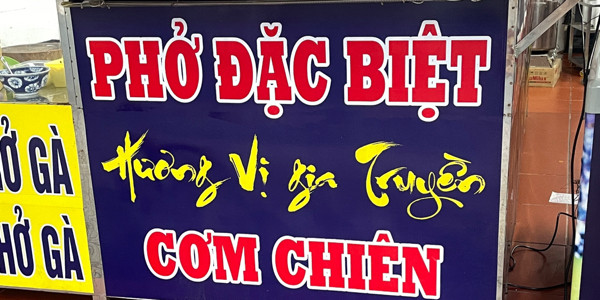 PHỞ ĐẶC BIỆT
Hương Vị gia Truyền
CƠM CHIÊN
Ở GÀ
HỞ GÀ